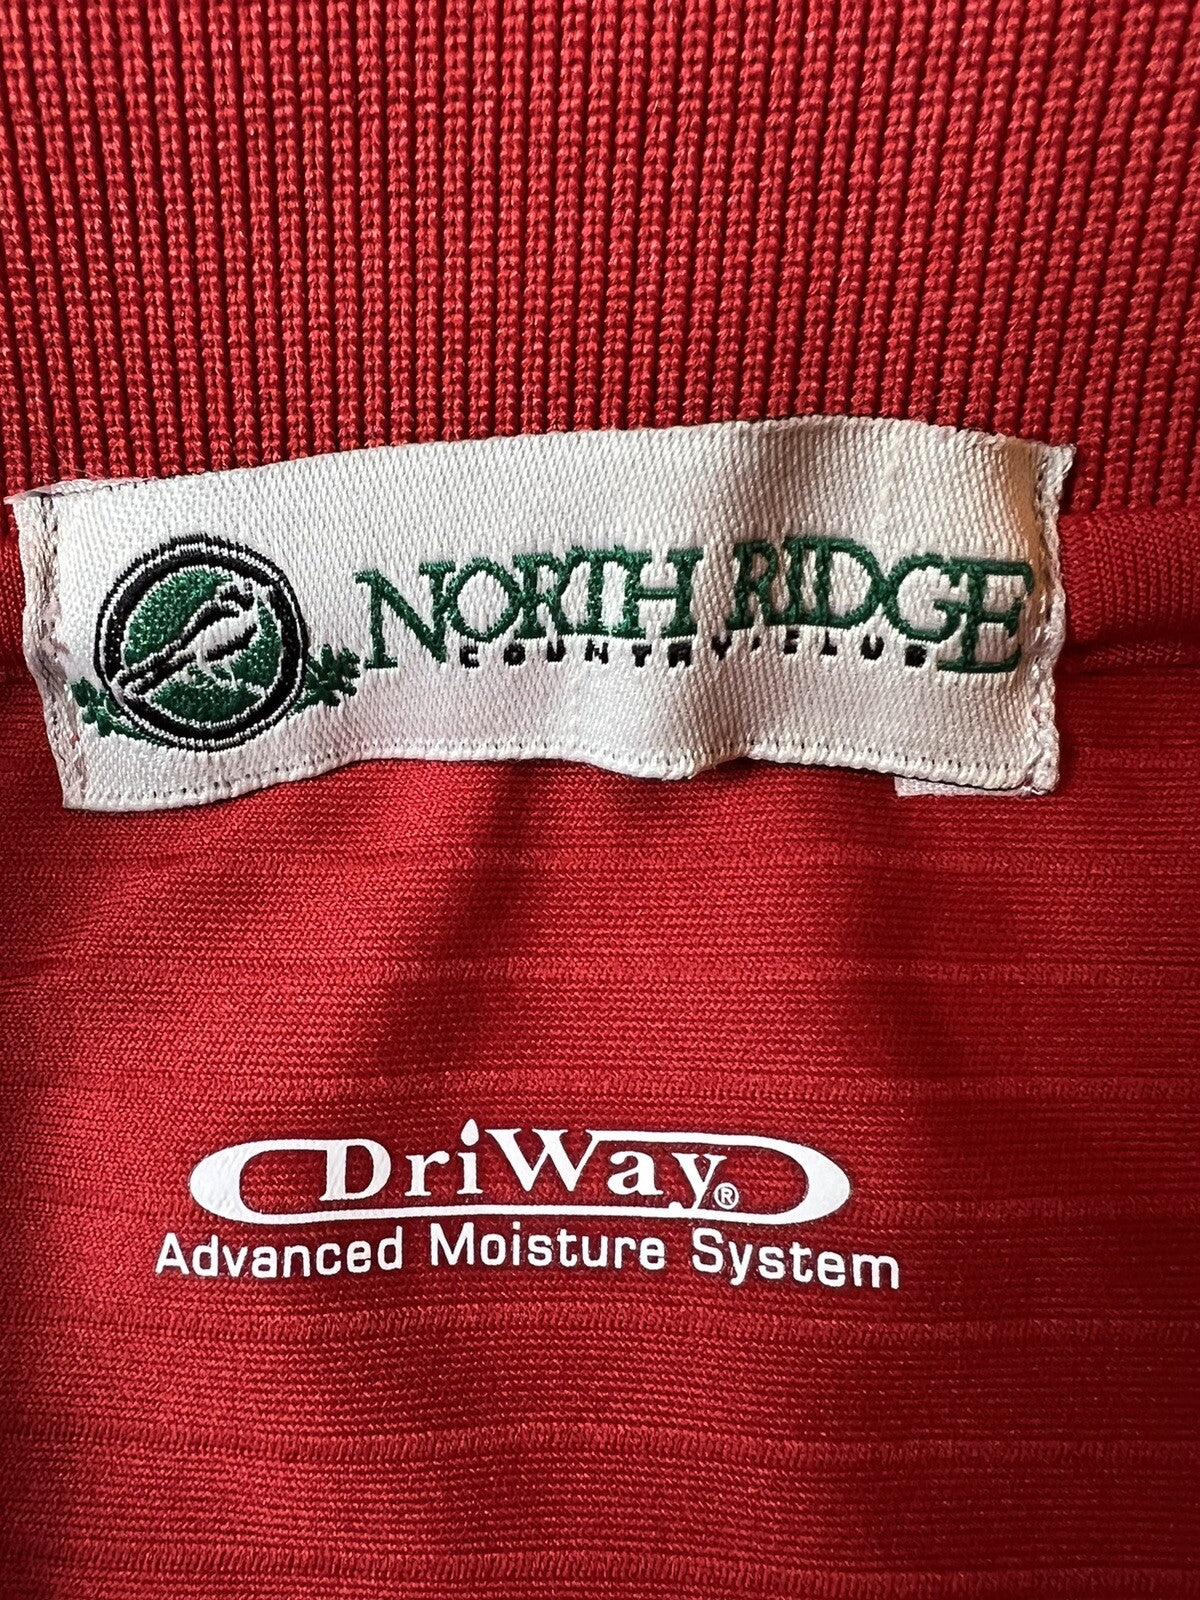 NORTH RIDGE
COUNTRY·CLUB
DriWay®
Advanced Moisture System